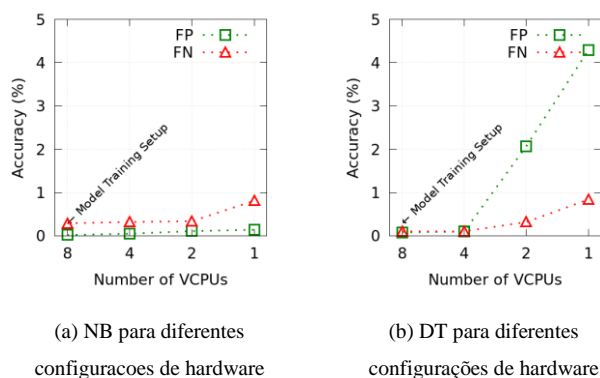 5
4
3
2
1
0
Accuracy (%)
FP
FN
← Model Training Setup
8
4
2
1
Number of VCPUs
(a) NB para diferentes
configuracoes de hardware
5
4
3
2
1
0
Accuracy (%)
FP
FN
← Model Training Setup
8
4
2
1
Number of VCPUs
(b) DT para diferentes
configurações de hardware